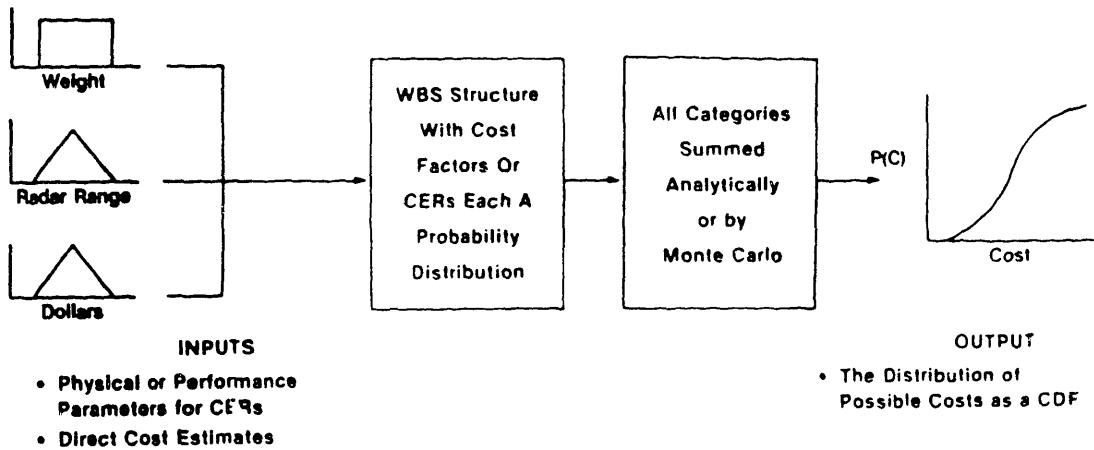 Weight
Radar Range
Dollars
WBS Structure
With Cost
Factors Or
CERs Each A
Probability
Distribution
All Categories
Summed
Analytically
or by
Monte Carlo
P(C)
Cost
INPUTS
• Physical or Performance
Parameters for CERs
• Direct Cost Estimates
OUTPUT
• The Distribution of
Possible Costs as a CDF